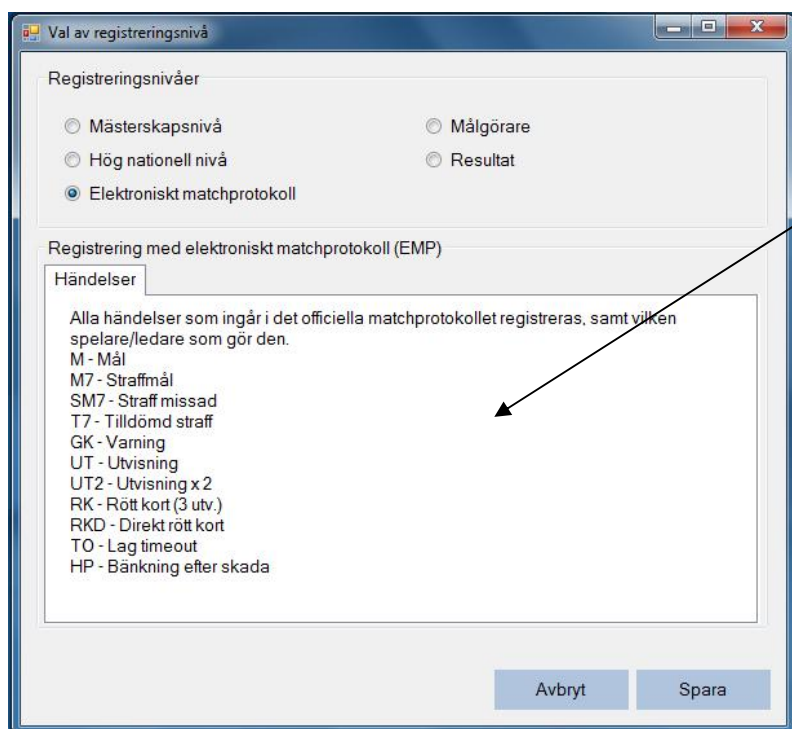 Val av registreringsnivå
Registreringsnivåer
Mästerskapsnivå
Målgörare
Hög nationell nivå
Resultat
Elektroniskt matchprotokoll
Registrering med elektroniskt matchprotokoll (EMP)
Händelser
Alla händelser som ingår i det officiella matchprotokollet registreras, samt vilken
spelare/ledare som gör den.
M - Mål
M7 - Straffmål
SM7 - Straff missad
T7 - Tilldömd straff
GK - Varning
UT - Utvisning
UT2 - Utvisning x 2
RK - Rött kort (3 utv.)
RKD - Direkt rött kort
TO - Lag timeout
HP - Bänkning efter skada
Avbryt
Spara